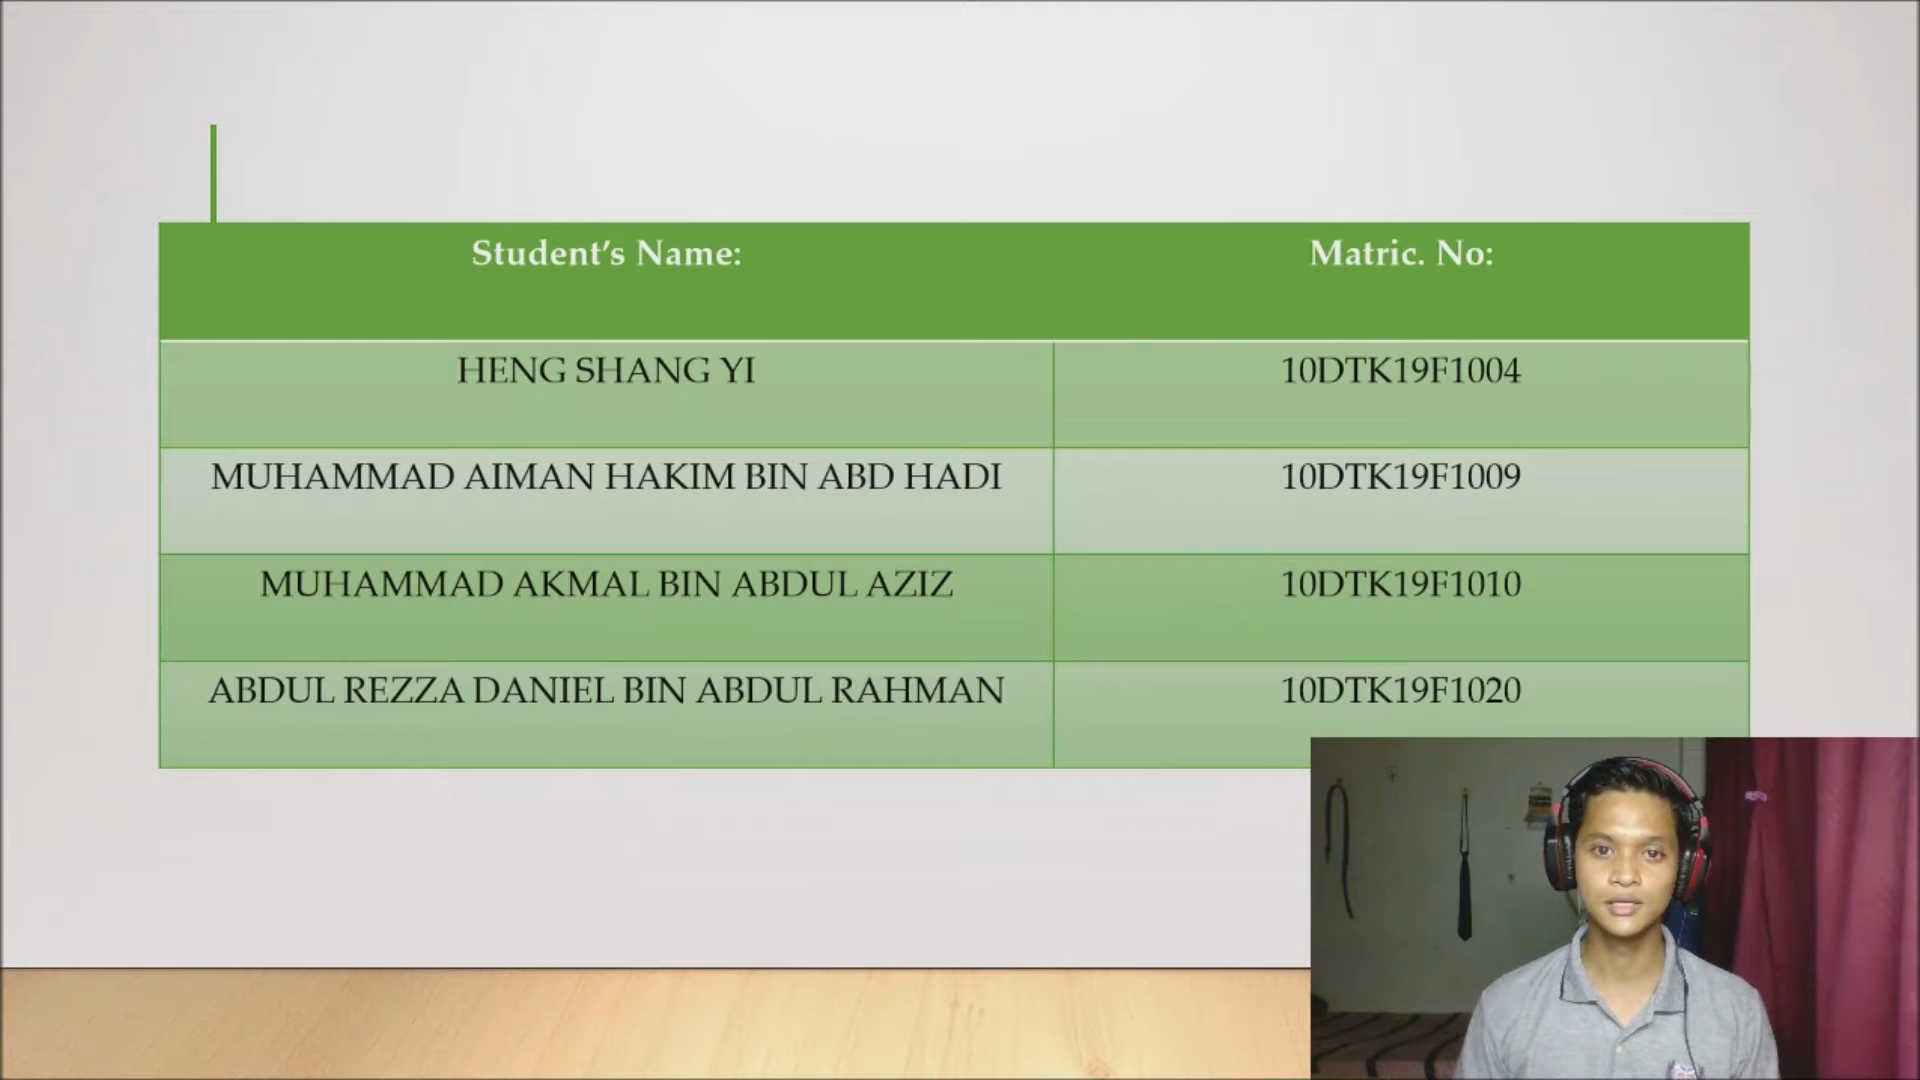 Student’s Name: Matric. No:
HENG SHANG YI 10DTK19F1004
MUHAMMAD AIMAN HAKIM BIN ABD HADI 10DTK19F1009
MUHAMMAD AKMAL BIN ABDUL AZIZ 10DTK19F1010
ABDUL REZZA DANIEL BIN ABDUL RAHMAN 10DTK19F1020